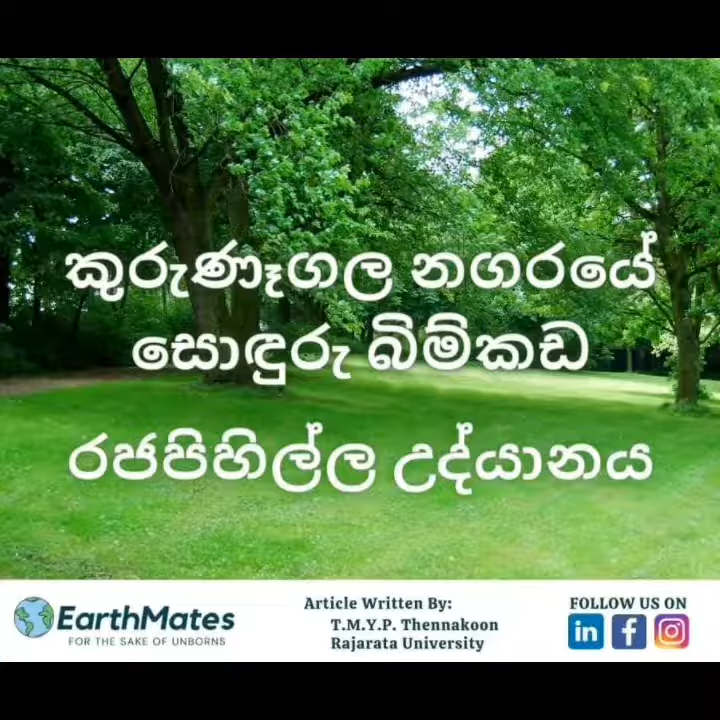 කුරුණෑගල නගරයේ
සොඳුරු බිම්කඩ
රජපිහිල්ල උද්යානය
EarthMates
FOR THE SAKE OF UNBORNS
Article Written By:
T.M.Y.P. Thennakoon
Rajarata University
FOLLOW US ON
in f